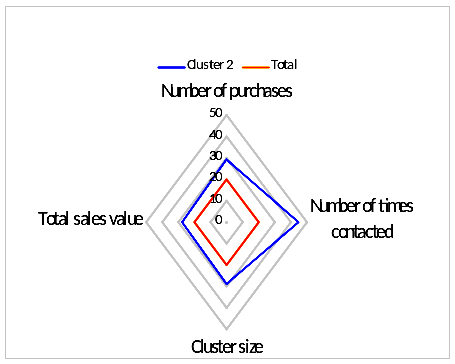 Cluster 2 Total
Number of purchases
50
40
30
20
10
0
Total sales value
Number of times
contacted
Cluster size